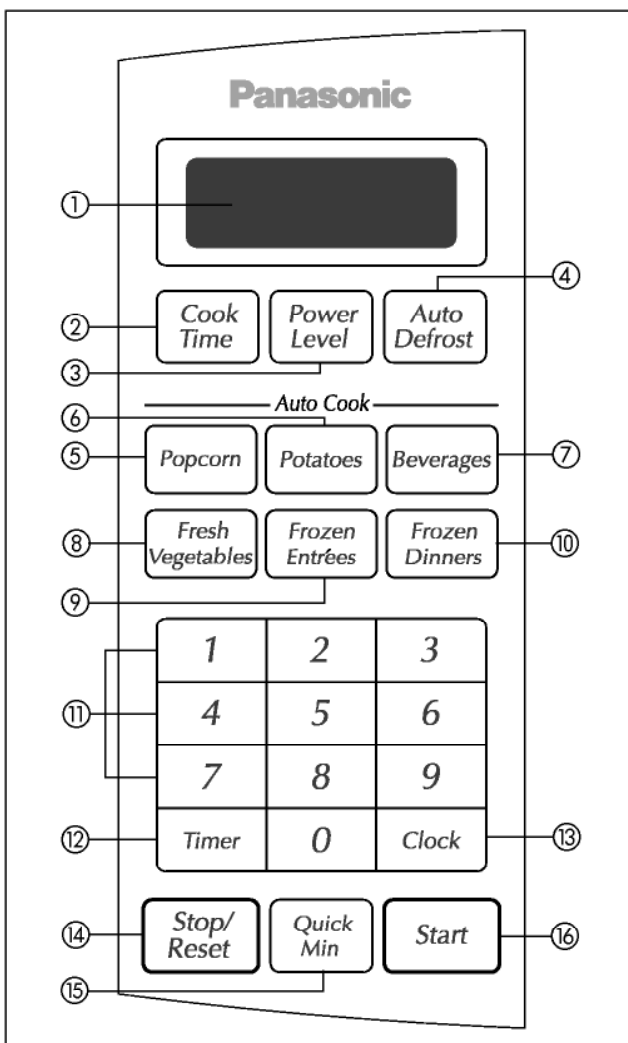 Panasonic
①
④
② Cook Time
Power Level
Auto Defrost
③
Auto Cook
⑥
⑤ Popcorn
Potatoes
Beverages ⑦
⑧ Fresh Vegetables
Frozen Entrées
Frozen Dinners ⑩
⑨
1 2 3
⑪ 4 5 6
7 8 9
⑫ Timer 0 Clock ⑬
⑭ Stop/ Reset
Quick Min
Start ⑯
⑮